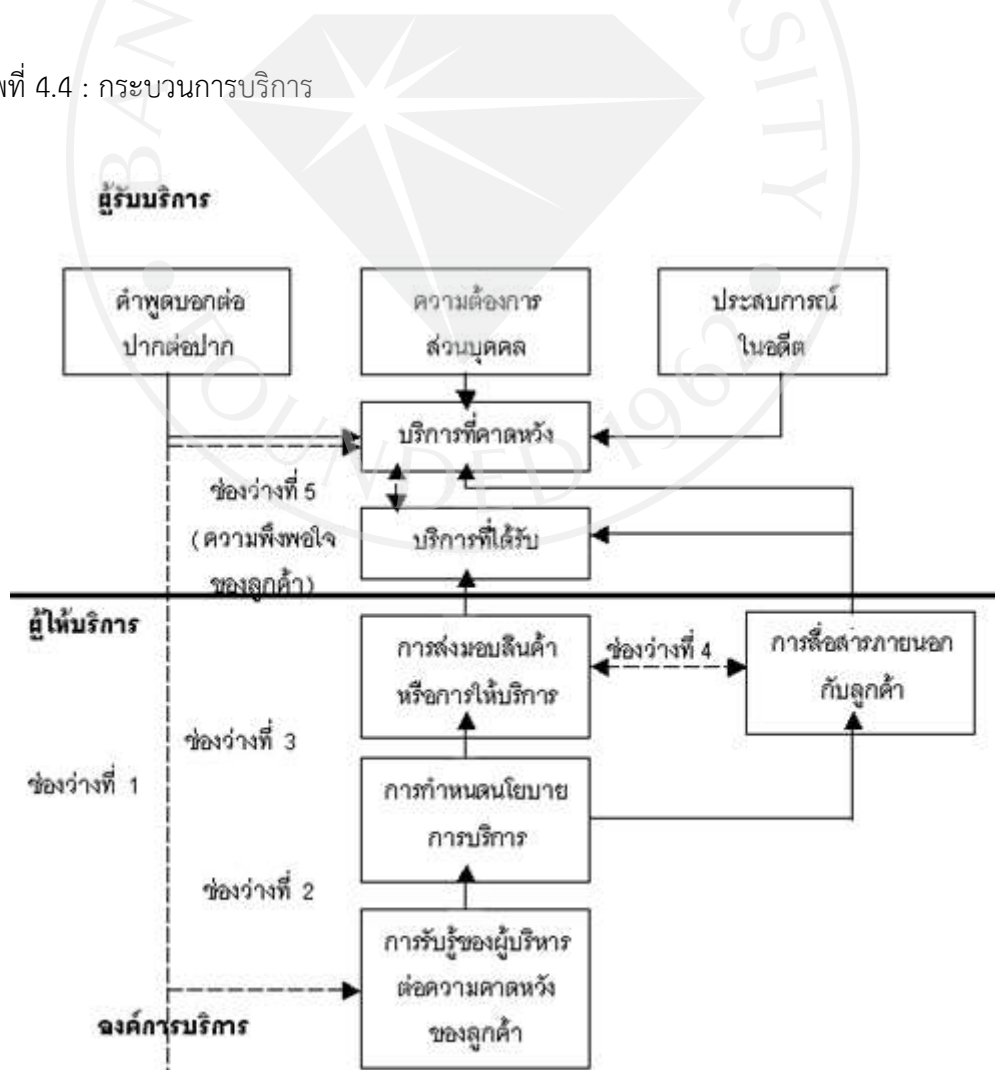 พที่ 4.4 : กระบวนการบริการ
ผู้รับบริการ
คำพูดบอกต่อ
ปากต่อปาก
ความต้องการ
ส่วนบุคคล
ประสบการณ์
ในอดีต
บริการที่คาดหวัง
ช่องว่างที่ 5
(ความพึงพอใจ
ของลูกค้า)
บริการที่ได้รับ
ผู้ให้บริการ
การส่งมอบสินค้า
หรือการให้บริการ
ช่องว่างที่ 4
การสื่อสารภายนอก
กับลูกค้า
ช่องว่างที่ 3
ช่องว่างที่ 1
การกำหนดนโยบาย
การบริการ
ช่องว่างที่ 2
การรับรู้ของผู้บริหาร
ต่อความคาดหวัง
ของลูกค้า
องค์การบริการ
BAN
RSITY
FOUNDED 1962